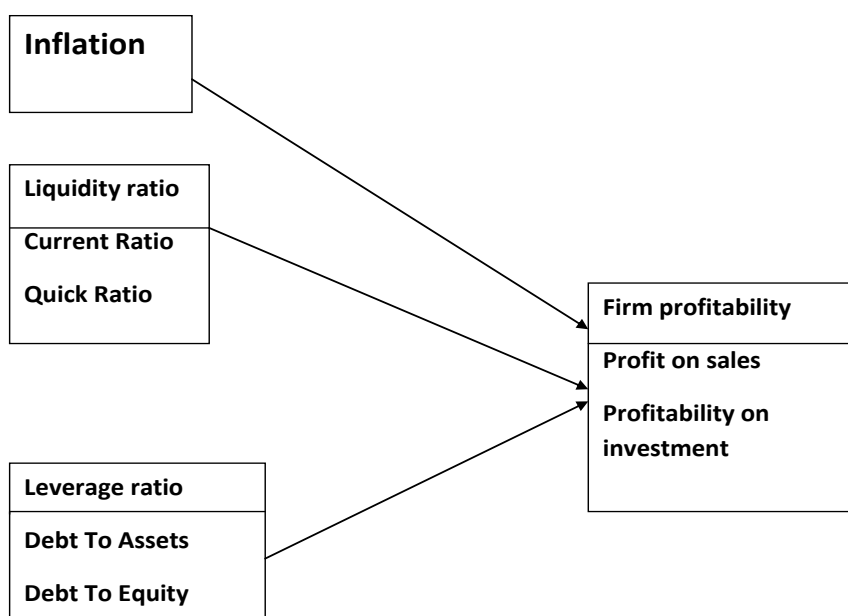 Inflation
Liquidity ratio
Current Ratio
Quick Ratio
Leverage ratio
Debt To Assets
Debt To Equity
Firm profitability
Profit on sales
Profitability on
investment